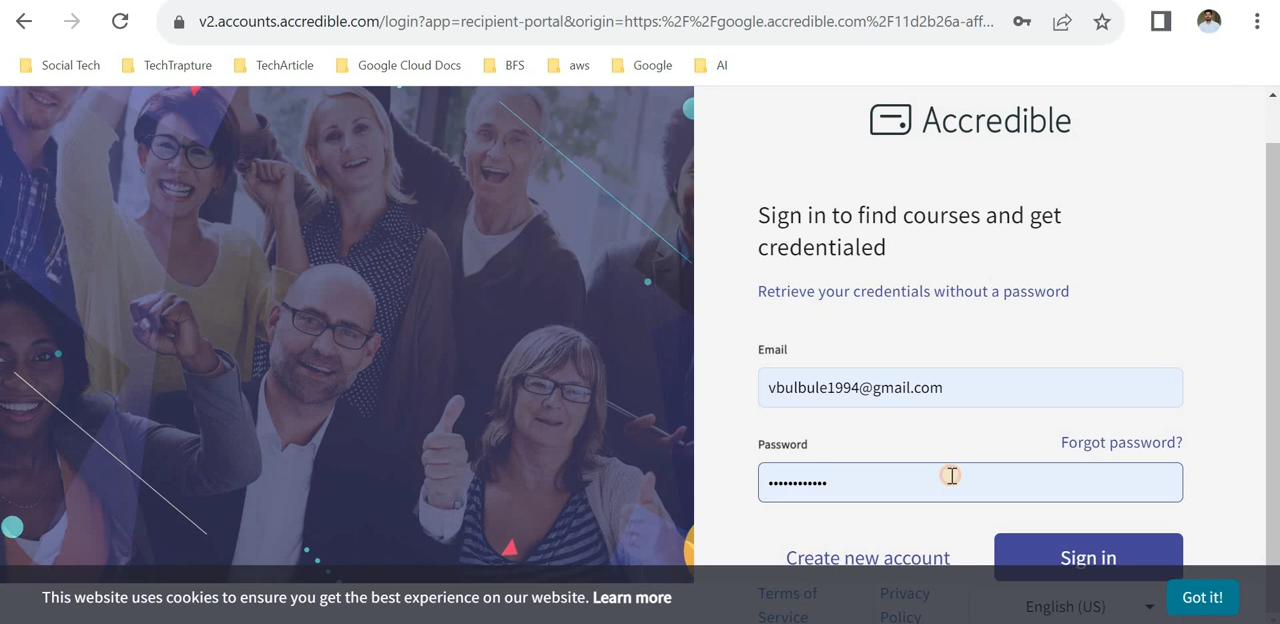 v2.accounts.accredible.com/login?app=recipient-portal&origin=https:%2F%2Fgoogle.accredible.com%2F11d2b26a-aff...
Social Tech TechTrapture TechArticle Google Cloud Docs BFS aws Google AI
Accredible
Sign in to find courses and get
credentialed
Retrieve your credentials without a password
Email
vbulbule1994@gmail.com
Password Forgot password?
••••••••••••
Create new account Sign in
This website uses cookies to ensure you get the best experience on our website. Learn more Got it!
Terms of Privacy
Service Policy
English (US)